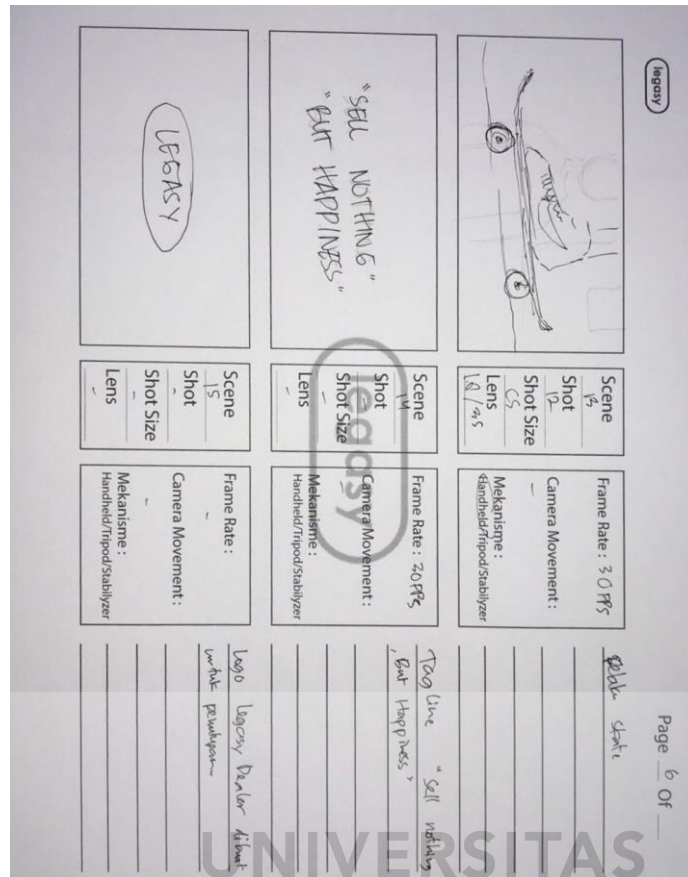 legasy
Page 6 Of
Scene 13
Shot 12
Shot Size CS
Lens 18/35
Frame Rate : 30 FPS
Camera Movement :
-
Mekanisme :
Handheld/Tripod/Stabilyzer
skate
"SELL NOTHING"
"BUT HAPPINESS"
Scene 14
Shot -
Shot Size -
Lens -
Frame Rate : 30 FPS
Camera Movement :
Mekanisme :
Handheld/Tripod/Stabilyzer
Tag line "Sell nothing
, But Happiness"
LEGASY
Scene 15
Shot -
Shot Size -
Lens -
Frame Rate :
-
Camera Movement :
-
Mekanisme :
Handheld/Tripod/Stabilyzer
Logo Legasy Dealer dibuat
untuk penutupan
legasy
UNIVERSITAS